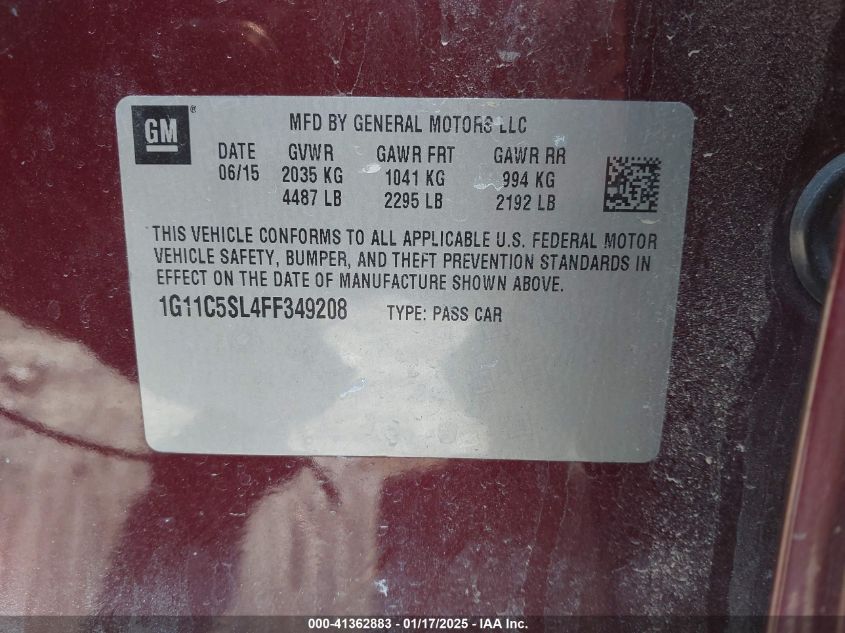 GM ®
MFD BY GENERAL MOTORS LLC
DATE GVWR GAWR FRT GAWR RR
06/15 2035 KG 1041 KG 994 KG
4487 LB 2295 LB 2192 LB
THIS VEHICLE CONFORMS TO ALL APPLICABLE U.S. FEDERAL MOTOR
VEHICLE SAFETY, BUMPER, AND THEFT PREVENTION STANDARDS IN
EFFECT ON THE DATE OF MANUFACTURE SHOWN ABOVE.
1G11C5SL4FF349208 TYPE: PASS CAR
000-41362883 - 01/17/2025 - IAA Inc.